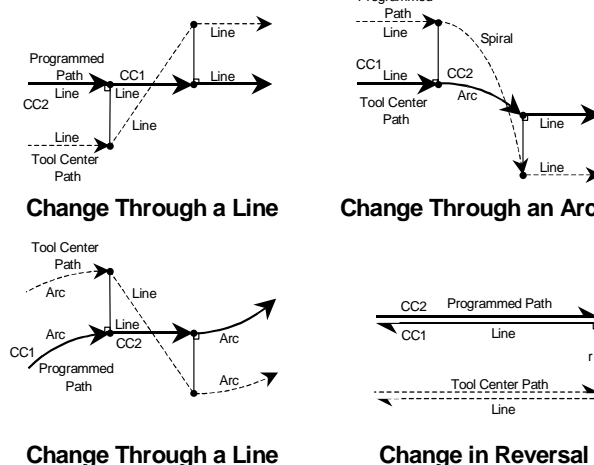 Line
Programmed
Path
CC1
Line
Line
Line
CC2
Line
Line
Tool Center
Path
Change Through a Line
Path
Line
Spiral
CC1
Line
CC2
Arc
Tool Center
Path
Line
Line
Change Through an Arc
Tool Center
Path
Arc
Line
Arc
Line
CC2
Arc
CC1
Programmed
Path
Arc
Change Through a Line
CC2
Programmed Path
CC1
Line
r
Tool Center Path
Line
Change in Reversal